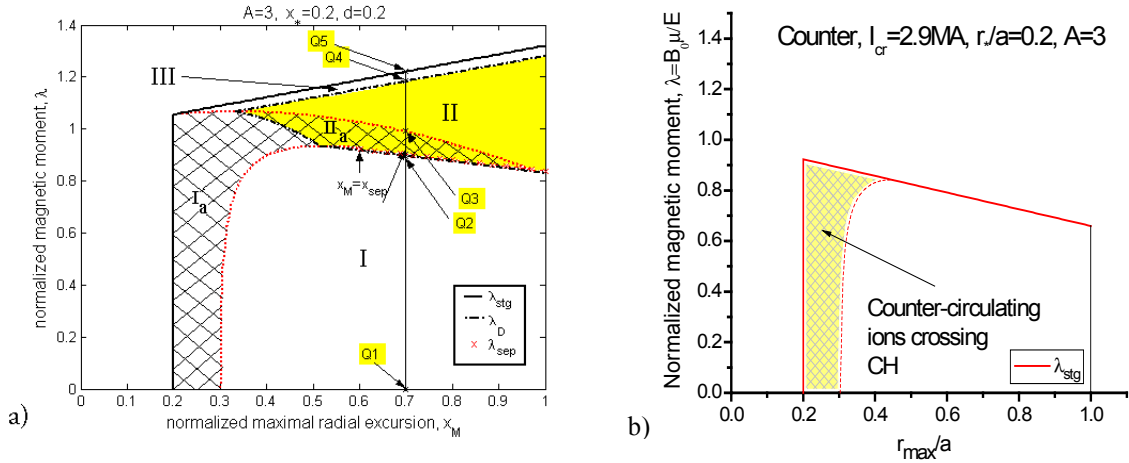 A=3, x*=0.2, d=0.2
normalized magnetic moment, λ
1.4
1.2
1
0.8
0.6
0.4
0.2
0
Q5
Q4
III
II
IIa
xM=xsep
Q3
Q2
Ia
I
Q1
λstg
λD
λsep
0 0.1 0.2 0.3 0.4 0.5 0.6 0.7 0.8 0.9 1
normalized maximal radial excursion, xM
a)
Counter, Icr=2.9MA, r*/a=0.2, A=3
Normalized magnetic moment, λ=B0μ/E
1.4
1.2
1.0
0.8
0.6
0.4
0.2
0.0
Counter-circulating
ions crossing
CH
λstg
0.0 0.2 0.4 0.6 0.8 1.0
rmax/a
b)